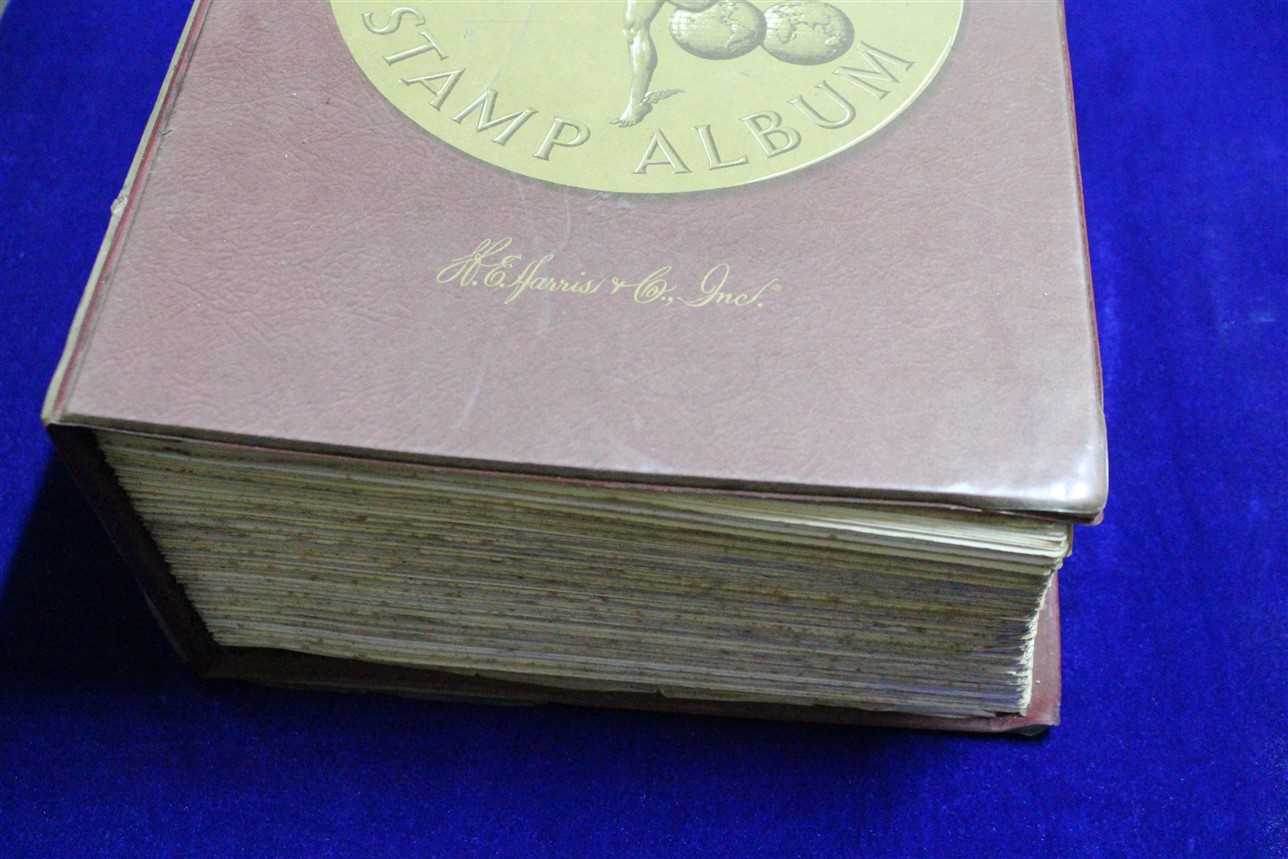 STAMP ALBUM
H. E. Harris & Co., Inc.®